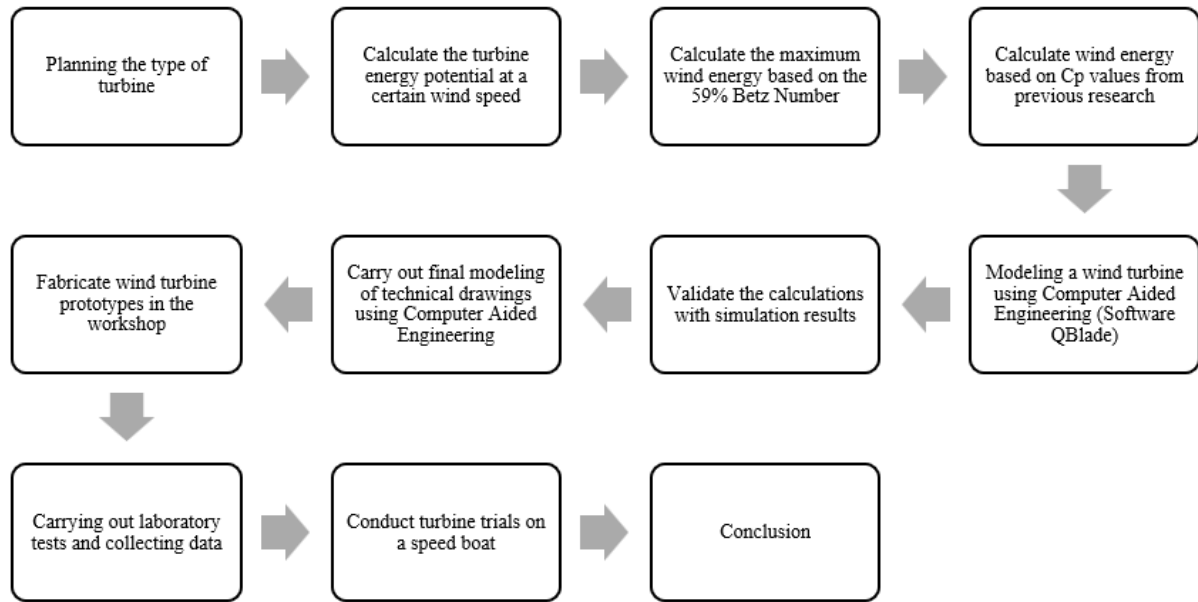 Planning the type of
turbine
Calculate the turbine
energy potential at a
certain wind speed
Calculate the maximum
wind energy based on the
59% Betz Number
Calculate wind energy
based on Cp values from
previous research
Modeling a wind turbine
using Computer Aided
Engineering (Software
QBlade)
Validate the calculations
with simulation results
Carry out final modeling
of technical drawings
using Computer Aided
Engineering
Fabricate wind turbine
prototypes in the
workshop
Carrying out laboratory
tests and collecting data
Conduct turbine trials on
a speed boat
Conclusion